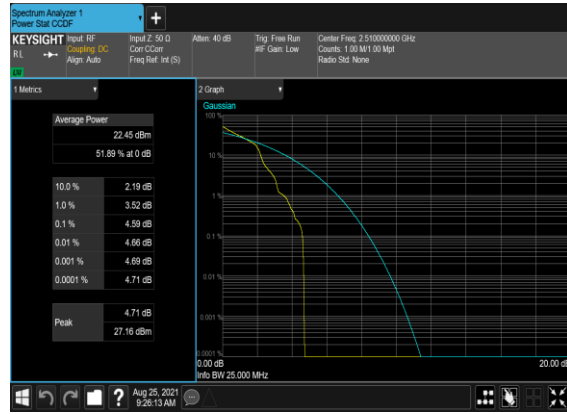 Spectrum Analyzer 1
Power Stat CCDF
KEYSIGHT
R L
Input: RF
Coupling: DC
Align: Auto
Input Z: 50 Ω
Corr CCorr
Freq Ref: Int (S)
Atten: 40 dB
Trig: Free Run
#IF Gain: Low
Center Freq: 2.510000000 GHz
Counts: 1.00 M/1.00 Mpt
Radio Std: None
1 Metrics
Average Power
22.45 dBm
51.89 % at 0 dB
10.0 % 2.19 dB
1.0 % 3.52 dB
0.1 % 4.59 dB
0.01 % 4.66 dB
0.001 % 4.69 dB
0.0001 % 4.71 dB
Peak
4.71 dB
27.16 dBm
2 Graph
Gaussian
100 %
10 %
1 %
0.1 %
0.01 %
0.001 %
0.0001 %
0.00 dB
20.00 dB
Info BW 25.000 MHz
Aug 25, 2021
9:26:13 AM